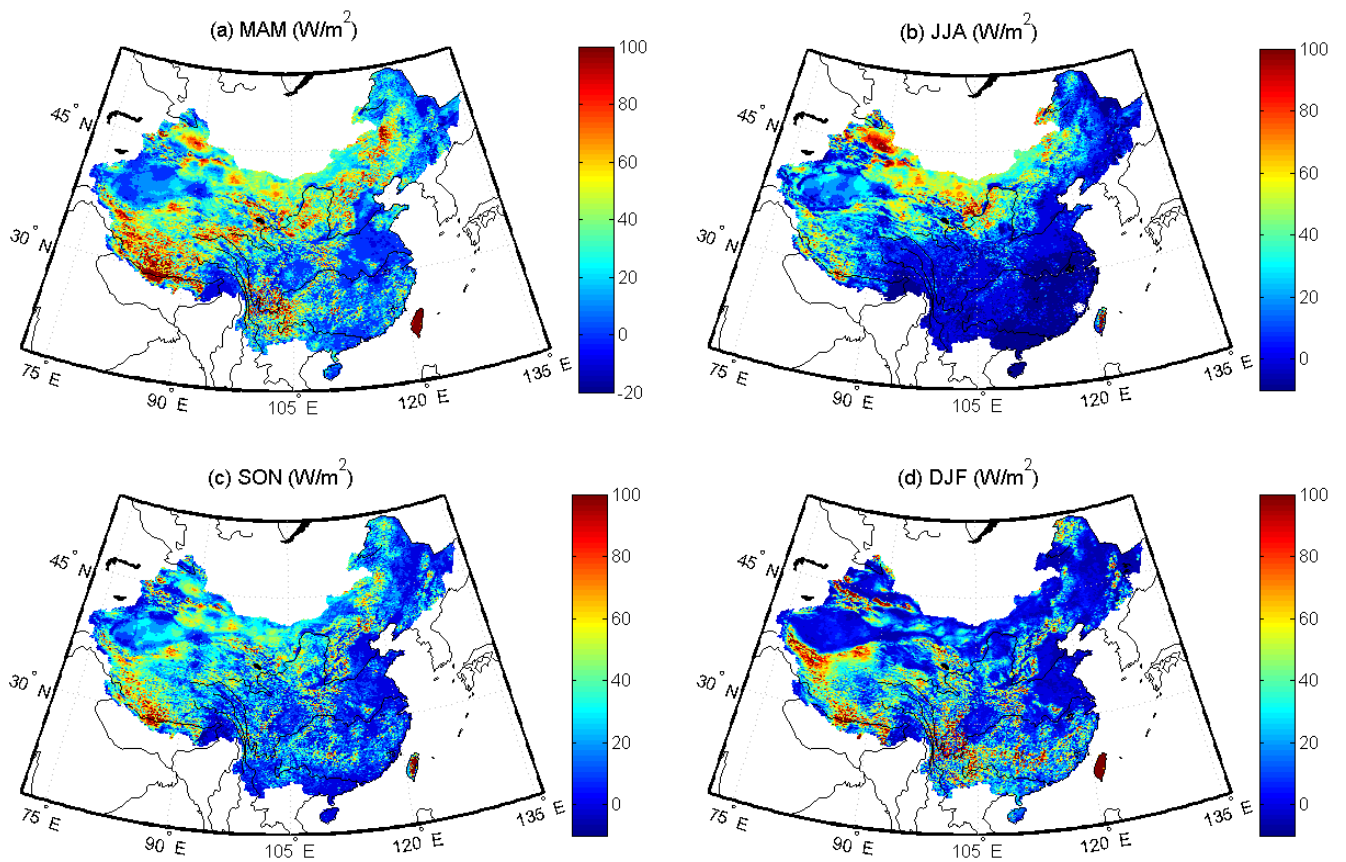 (a) MAM (W/m²)
100
80
60
40
20
0
-20
45° N
30° N
75° E
90° E
105° E
120° E
135° E
(b) JJA (W/m²)
100
80
60
40
20
0
45° N
30° N
75° E
90° E
105° E
120° E
135° E
(c) SON (W/m²)
100
80
60
40
20
0
45° N
30° N
75° E
90° E
105° E
120° E
135° E
(d) DJF (W/m²)
100
80
60
40
20
0
45° N
30° N
75° E
90° E
105° E
120° E
135° E